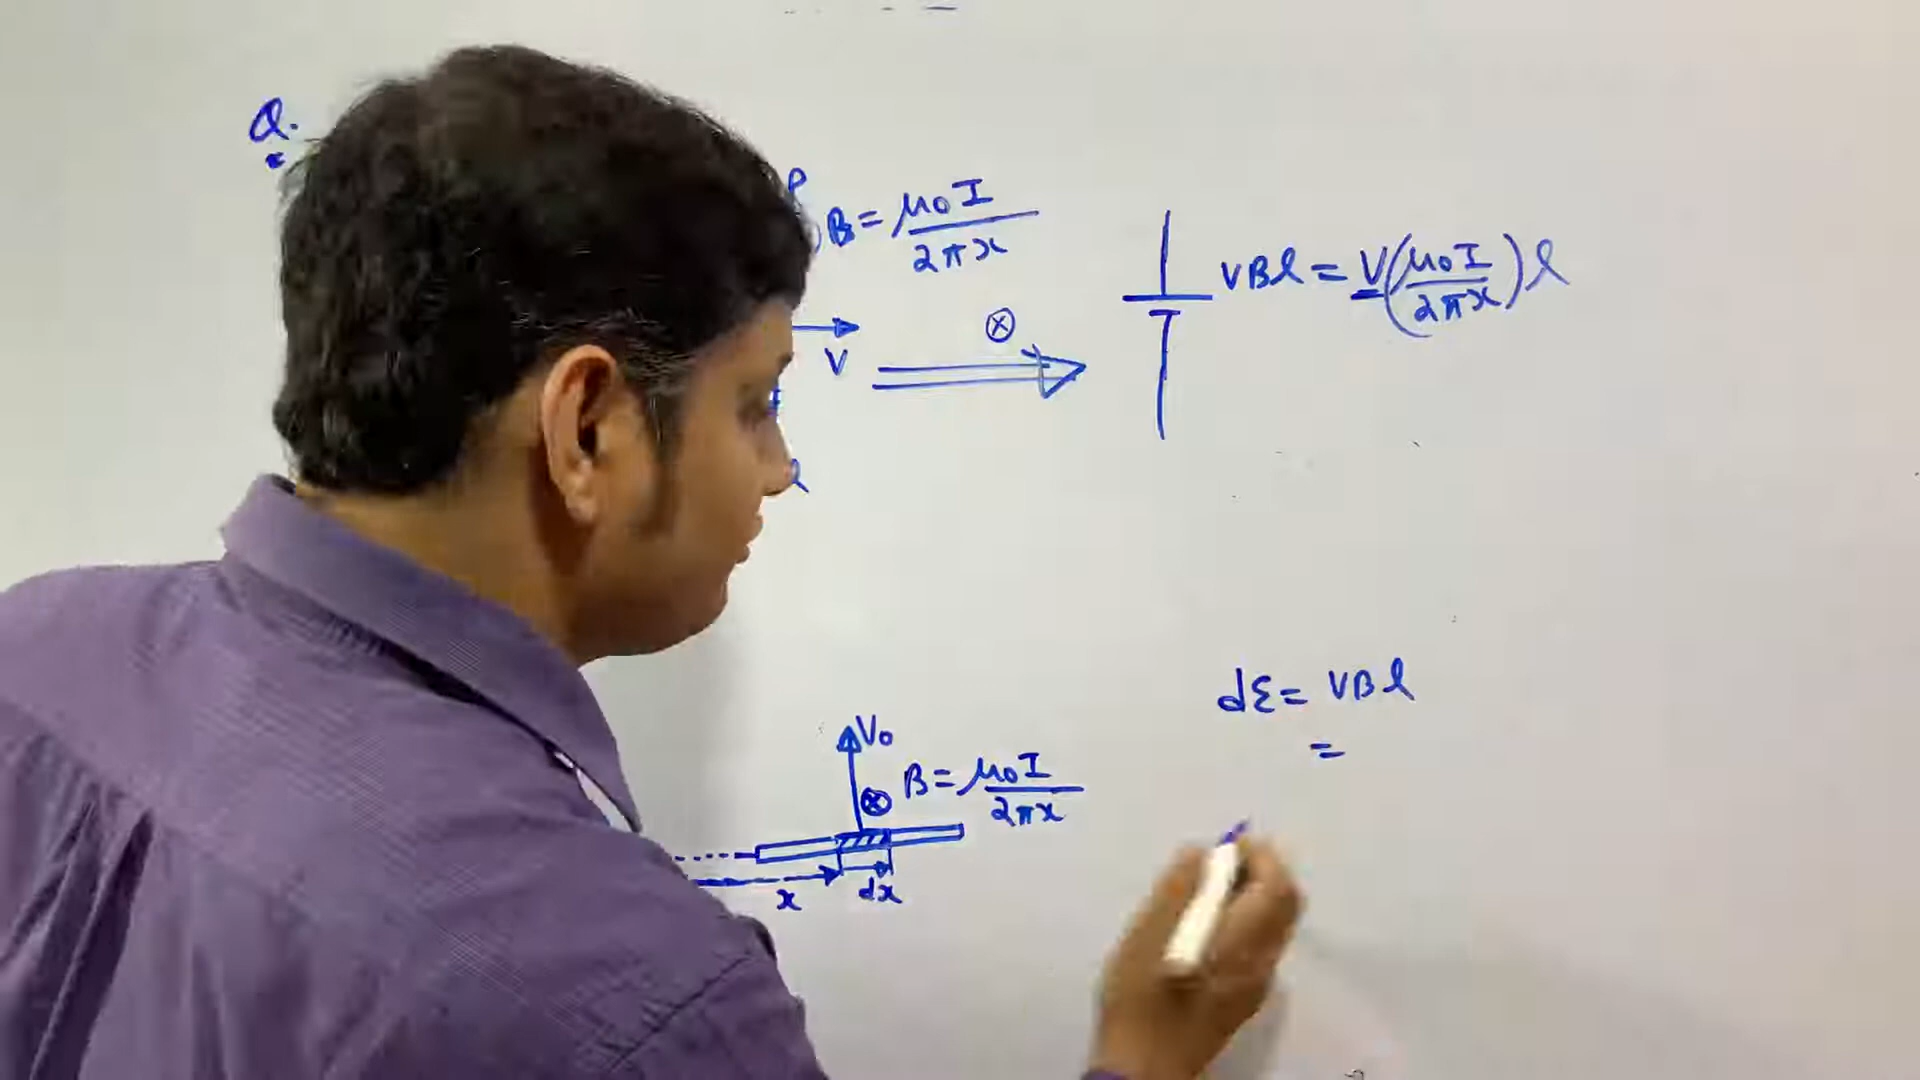 Q.
P
B = μ0I / 2πx
VBl = V(μ0I / 2πx)l
⊗
V
Q
dε = VBl
=
V0
⊗ B = μ0I / 2πx
x dx